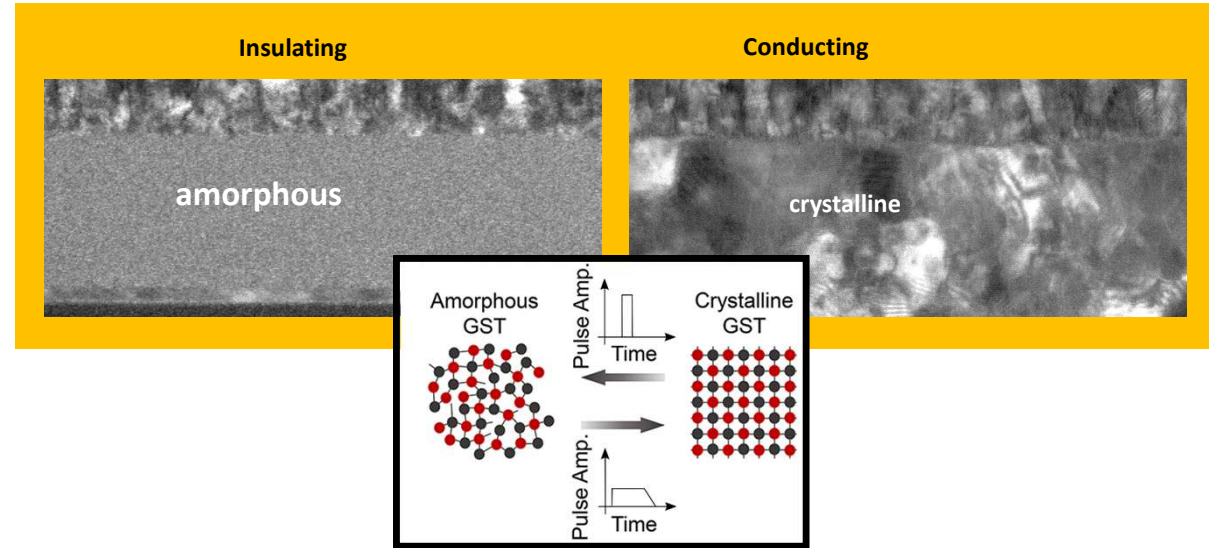 Insulating
Conducting
amorphous
crystalline
Amorphous
GST
Pulse Amp.
Time
Crystalline
GST
Pulse Amp.
Time